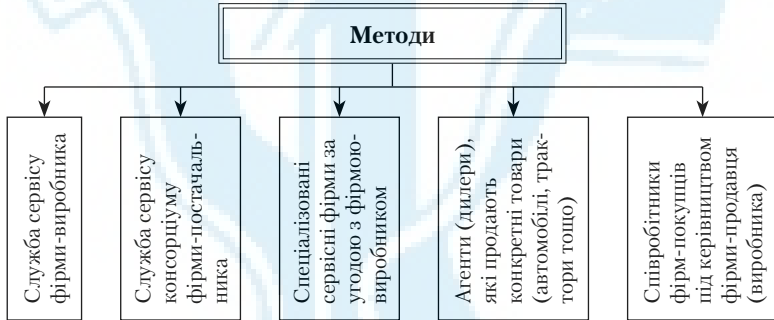 Методи
Служба сервісу
фірми-виробника
Служба сервісу
консорціуму
фірми-постачаль-
ника
Спеціалізовані
сервісні фірми за
угодою з фірмою-
виробником
Агенти (дилери),
які продають
конкретні товари
(автомобілі, трак-
тори тощо)
Співробітники
фірм-покупців
під керівництвом
фірми-продавця
(виробника)